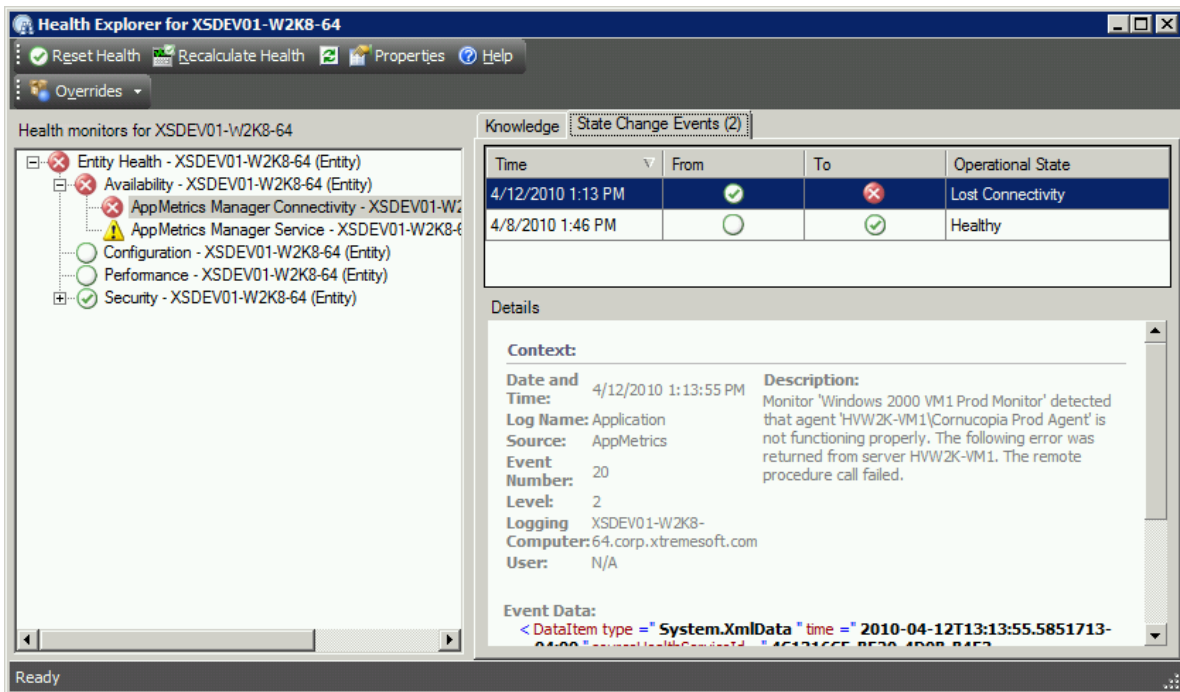 Health Explorer for XSDEV01-W2K8-64
Reset Health Recalculate Health Properties Help
Overrides
Health monitors for XSDEV01-W2K8-64
Entity Health - XSDEV01-W2K8-64 (Entity)
Availability - XSDEV01-W2K8-64 (Entity)
AppMetrics Manager Connectivity - XSDEV01-W2
AppMetrics Manager Service - XSDEV01-W2K8-6
Configuration - XSDEV01-W2K8-64 (Entity)
Performance - XSDEV01-W2K8-64 (Entity)
Security - XSDEV01-W2K8-64 (Entity)
Knowledge State Change Events (2)
Time From To Operational State
4/12/2010 1:13 PM Lost Connectivity
4/8/2010 1:46 PM Healthy
Details
Context:
Date and Time: 4/12/2010 1:13:55 PM
Log Name: Application
Source: AppMetrics
Event Number: 20
Level: 2
Logging Computer: XSDEV01-W2K8-
64.corp.xtremesoft.com
User: N/A
Description:
Monitor 'Windows 2000 VM1 Prod Monitor' detected
that agent 'HVW2K-VM1\Cornucopia Prod Agent' is
not functioning properly. The following error was
returned from server HVW2K-VM1. The remote
procedure call failed.
Event Data:
< DataItem type =" System.XmlData " time =" 2010-04-12T13:13:55.5851713-
Ready